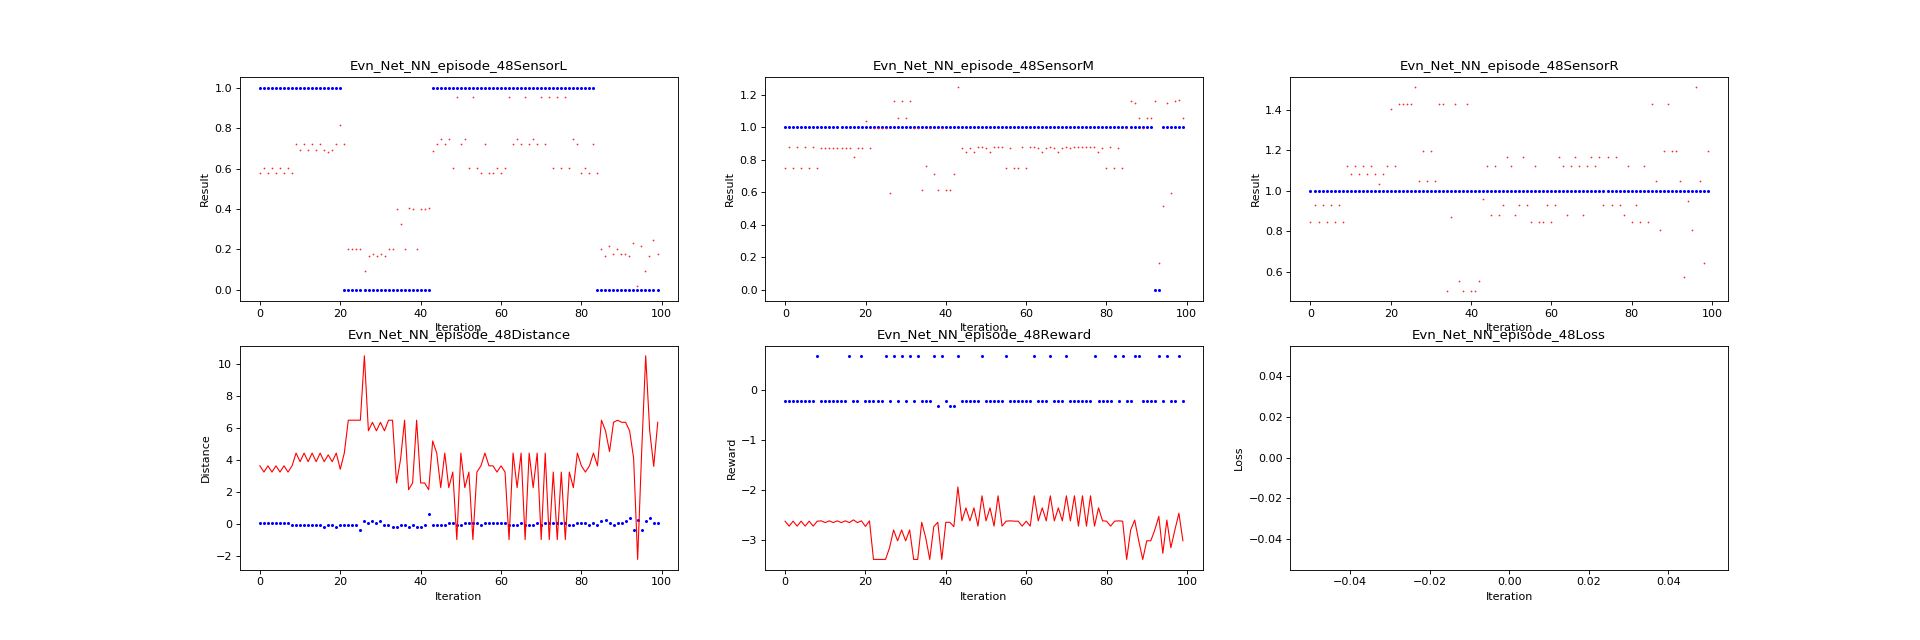 Evn_Net_NN_episode_48SensorL
Result
1.0
0.8
0.6
0.4
0.2
0.0
0 20 40 60 80 100
Iteration
Evn_Net_NN_episode_48SensorM
Result
1.2
1.0
0.8
0.6
0.4
0.2
0.0
0 20 40 60 80 100
Iteration
Evn_Net_NN_episode_48SensorR
Result
1.4
1.2
1.0
0.8
0.6
0 20 40 60 80 100
Iteration
Evn_Net_NN_episode_48Distance
Distance
10
8
6
4
2
0
−2
0 20 40 60 80 100
Iteration
Evn_Net_NN_episode_48Reward
Reward
0
−1
−2
−3
0 20 40 60 80 100
Iteration
Evn_Net_NN_episode_48Loss
Loss
0.04
0.02
0.00
−0.02
−0.04
−0.04 −0.02 0.00 0.02 0.04
Iteration